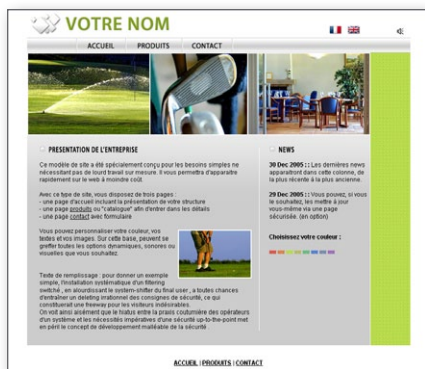 VOTRE NOM
ACCUEIL PRODUITS CONTACT
PRESENTATION DE L'ENTREPRISE
Ce modèle de site a été spécialement conçu pour les besoins simples ne
nécessitant pas de lourd travail sur mesure. Il vous permettra d'apparaitre
rapidement sur le web à moindre coût.
Avec ce type de site, vous disposez de trois pages :
- une page d'accueil incluant la présentation de votre structure
- une page produits ou "catalogue" afin d'entrer dans les détails
- une page contact avec formulaire
Vous pouvez personnaliser votre couleur, vos
textes et vos images. Sur cette base, peuvent se
greffer toutes les options dynamiques, sonores ou
visuelles que vous souhaitez.
Texte de remplissage : pour donner un exemple
simple, l'installation systématique d'un filtering
switché, en alourdissant le system-shifter du final user, a toutes chances
d'entraîner un deleting irrationnel des consignes de sécurité, ce qui
constituerait une freeway pour les visiteurs indésirables.
On voit ainsi aisément que le hiatus entre la praxis coutumière des opérateurs
d'un système et les nécessités impératives d'une sécurité up-to-the-point met
en péril le concept de développement malléable de la sécurité.
NEWS
30 Dec 2005 : : Les dernières news
apparaitront dans cette colonne, de
la plus récente à la plus ancienne.
29 Dec 2005 : : Vous pouvez, si vous
le souhaitez, les mettre à jour
vous-même via une page
sécurisée. (en option)
Choisissez votre couleur :
ACCUEIL | PRODUITS | CONTACT